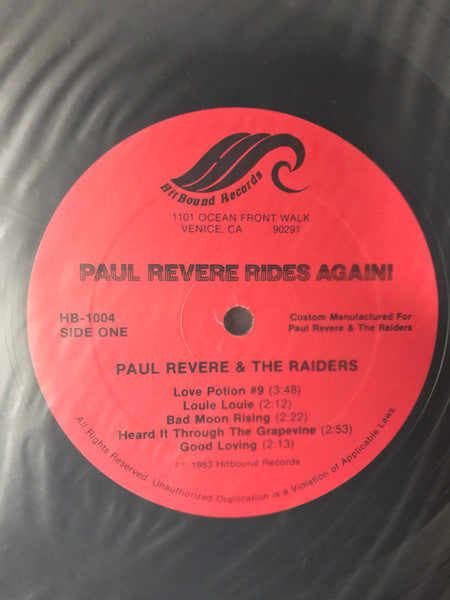 HitBound Records
1101 OCEAN FRONT WALK
VENICE, CA 90291
PAUL REVERE RIDES AGAIN!
HB-1004
SIDE ONE
Custom Manufactured For
Paul Revere & The Raiders
PAUL REVERE & THE RAIDERS
Love Potion #9 (3:48)
Louie Louie (2:12)
Bad Moon Rising (2:22)
Heard It Through The Grapevine (2:53)
Good Loving (2:13)
©℗ 1983 Hitbound Records
All Rights Reserved. Unauthorized Duplication is a Violation of Applicable Laws.